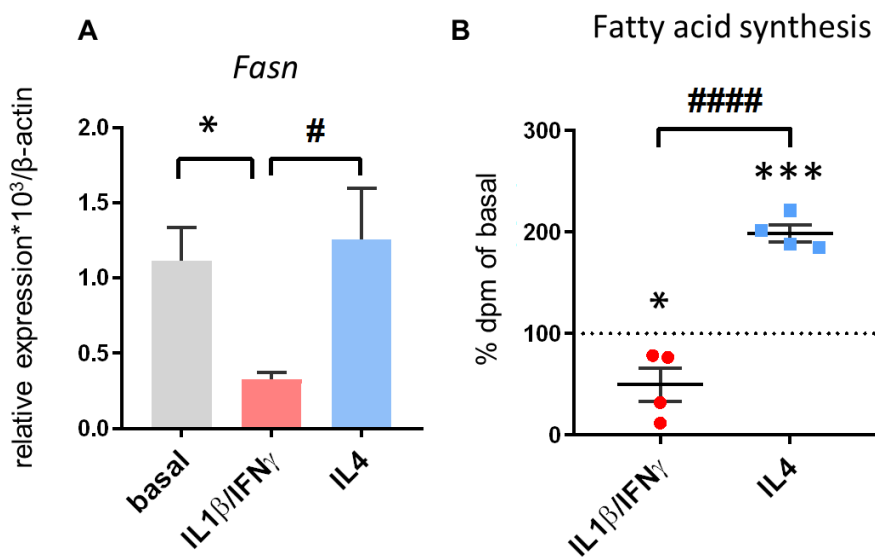 A
Fasn
relative expression*10³/β-actin
2.0
1.5
1.0
0.5
0.0
*
#
basal
IL1β/IFNγ
IL4
B
Fatty acid synthesis
% dpm of basal
300
200
100
0
####
***
*
IL1β/IFNγ
IL4